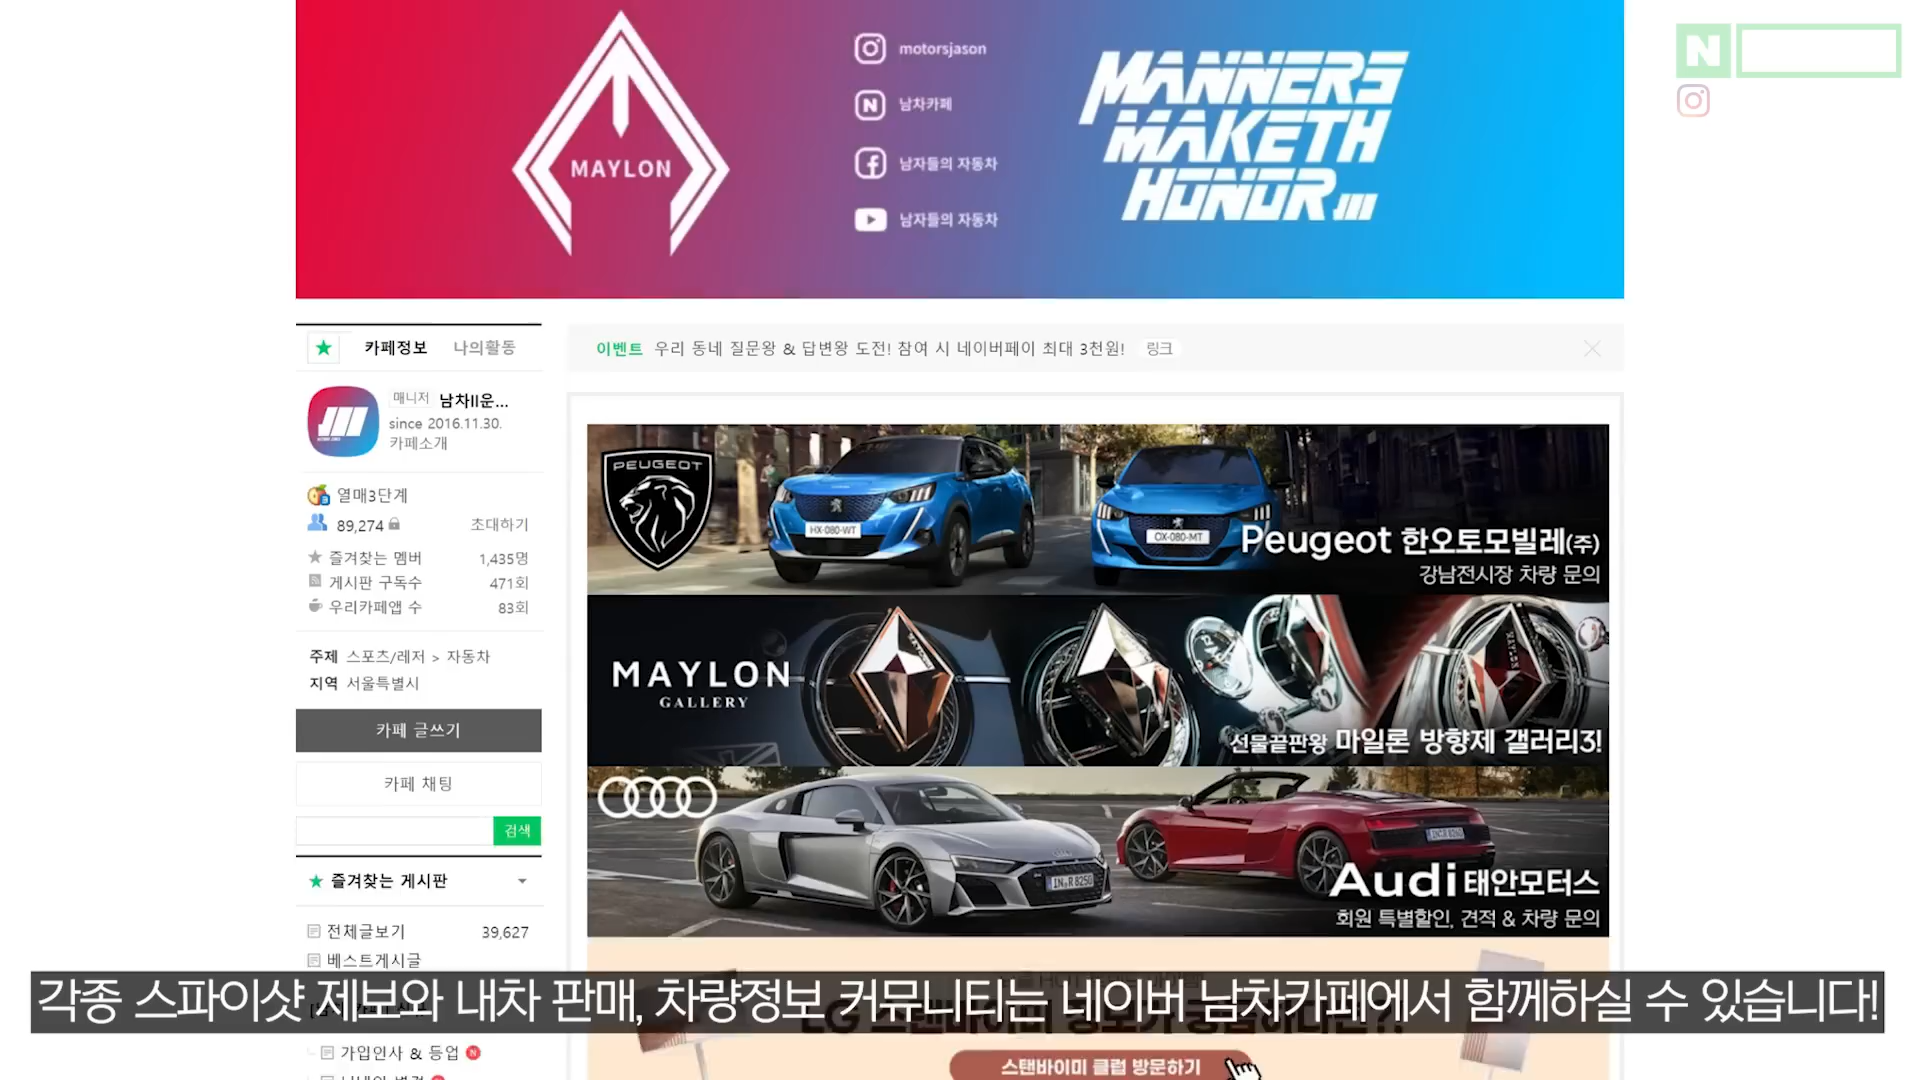 MAYLON
motorsjason
남차카페
남자들의 자동차
남자들의 자동차
MANNERS
MAKETH
HONOR
N
카페정보 나의활동
이벤트 우리 동네 질문왕 & 답변왕 도전! 참여 시 네이버페이 최대 3천원! 링크
매니저 남차II운...
since 2016.11.30.
카페소개
열매3단계
89,274 초대하기
즐겨찾는 멤버 1,435명
게시판 구독수 471회
우리카페앱 수 83회
주제 스포츠/레저 > 자동차
지역 서울특별시
카페 글쓰기
카페 채팅
검색
즐겨찾는 게시판
전체글보기 39,627
베스트게시글
가입인사 & 등업 N
PEUGEOT
HX-080-WT
OX-080-MT
Peugeot 한오토모빌레(주)
강남전시장 차량 문의
MAYLON
GALLERY
선물끝판왕 마일론 방향제 갤러리3!
IN R 8250
Audi 태안모터스
회원 특별할인, 견적 & 차량 문의
각종 스파이샷 제보와 내차 판매, 차량정보 커뮤니티는 네이버 남차카페에서 함께하실 수 있습니다!
스탠바이미 클럽 방문하기